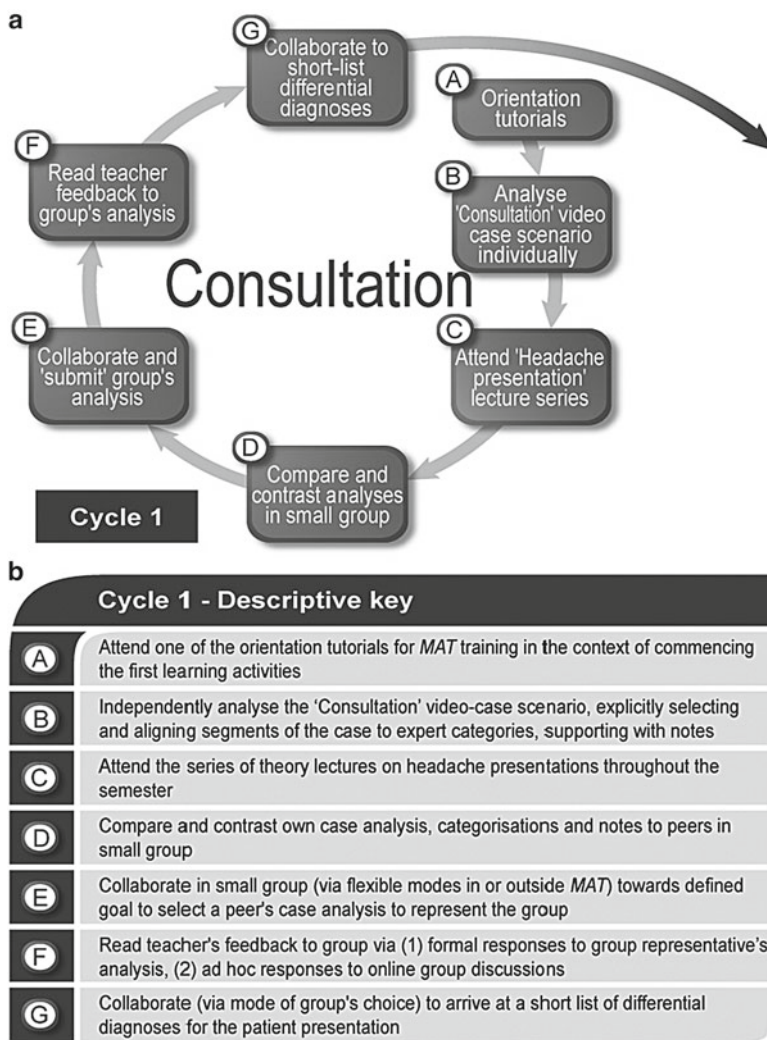 a
G
Collaborate to
short-list
differential
diagnoses
A
Orientation
tutorials
F
Read teacher
feedback to
group's analysis
B
Analyse
'Consultation' video
case scenario
individually
Consultation
E
Collaborate and
'submit' group's
analysis
C
Attend 'Headache
presentation'
lecture series
D
Compare and
contrast analyses
in small group
Cycle 1
b
Cycle 1 - Descriptive key
A
Attend one of the orientation tutorials for MAT training in the context of commencing
the first learning activities
B
Independently analyse the 'Consultation' video-case scenario, explicitly selecting
and aligning segments of the case to expert categories, supporting with notes
C
Attend the series of theory lectures on headache presentations throughout the
semester
D
Compare and contrast own case analysis, categorisations and notes to peers in
small group
E
Collaborate in small group (via flexible modes in or outside MAT) towards defined
goal to select a peer's case analysis to represent the group
F
Read teacher's feedback to group via (1) formal responses to group representative's
analysis, (2) ad hoc responses to online group discussions
G
Collaborate (via mode of group's choice) to arrive at a short list of differential
diagnoses for the patient presentation